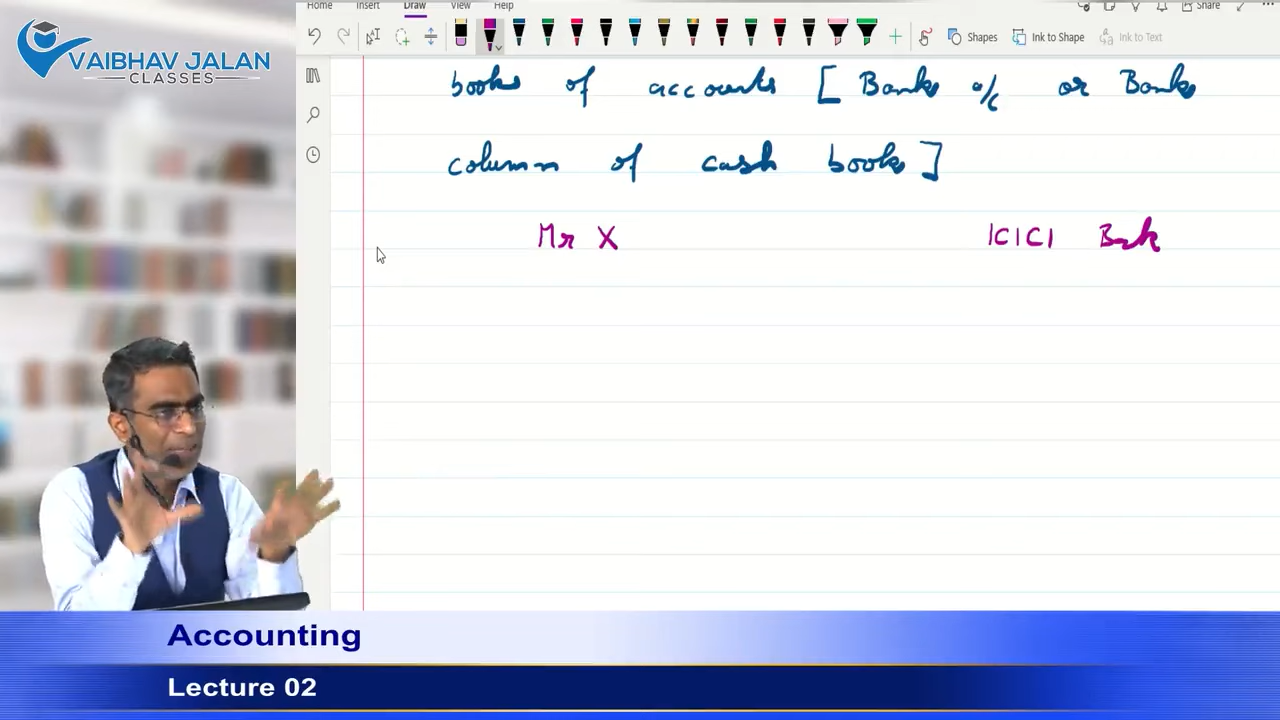 Home Insert Draw View Help Share
VAIBHAV JALAN
CLASSES
Shapes Ink to Shape Ink to Text
books of accounts [Bank a/c or Bank
column of cash book]
Mr X ICICI Bank
Accounting
Lecture 02